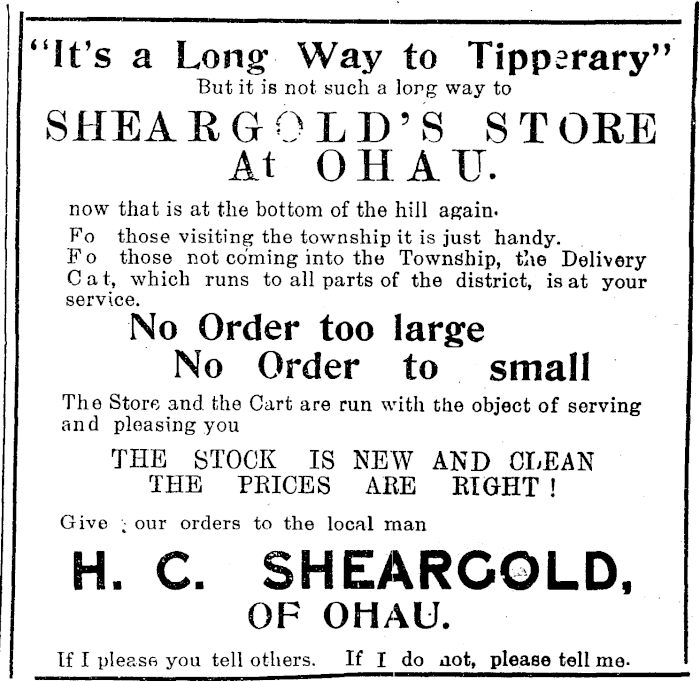 "It's a Long Way to Tipperary"
But it is not such a long way to
SHEARGOLD'S STORE
At OHAU.
now that is at the bottom of the hill again.
Fo those visiting the township it is just handy.
Fo those not coming into the Township, the Delivery
Cat, which runs to all parts of the district, is at your
service.
No Order too large
No Order to small
The Store and the Cart are run with the object of serving
and pleasing you
THE STOCK IS NEW AND CLEAN
THE PRICES ARE RIGHT!
Give your orders to the local man
H. C. SHEARGOLD,
OF OHAU.
If I please you tell others. If I do not, please tell me.